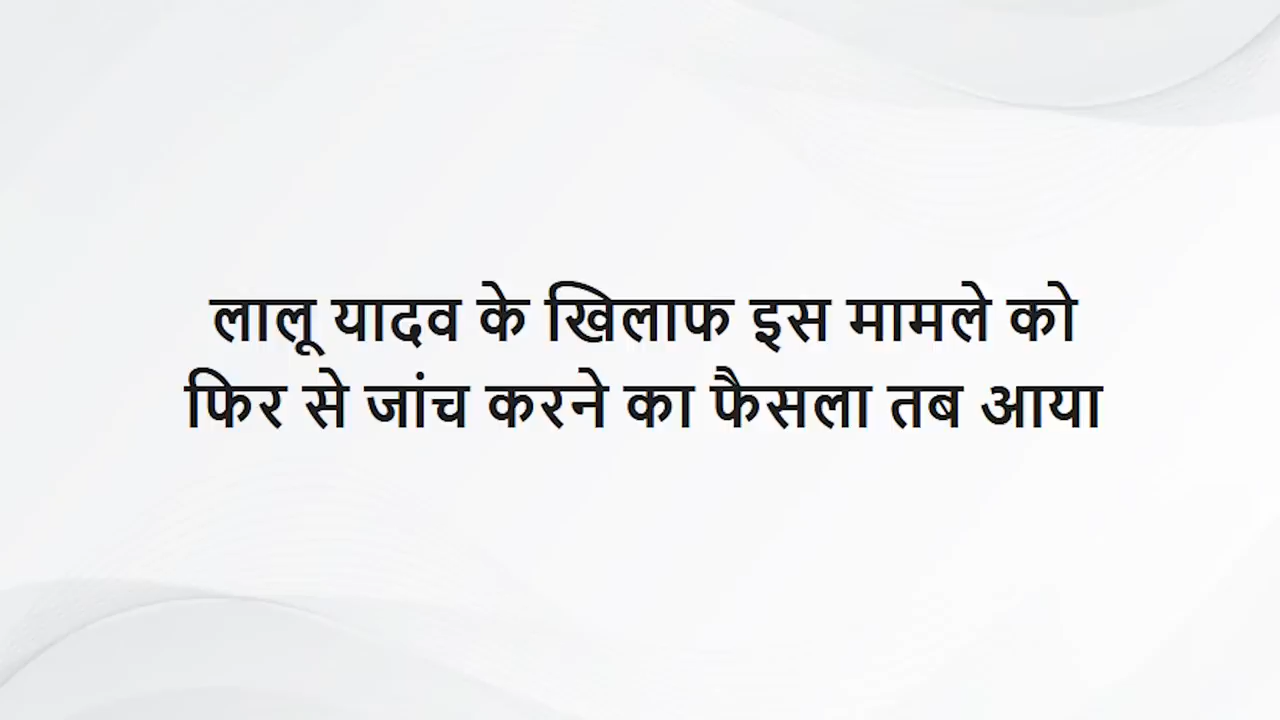 लालू यादव के खिलाफ इस मामले को
फिर से जांच करने का फैसला तब आया